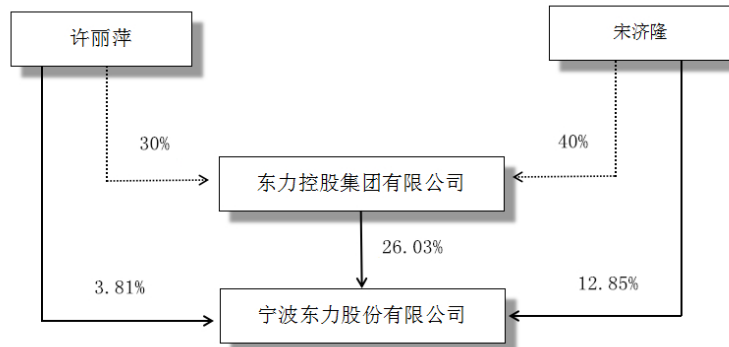 许丽萍
宋济隆
30%
40%
东力控股集团有限公司
26.03%
3.81%
12.85%
宁波东力股份有限公司